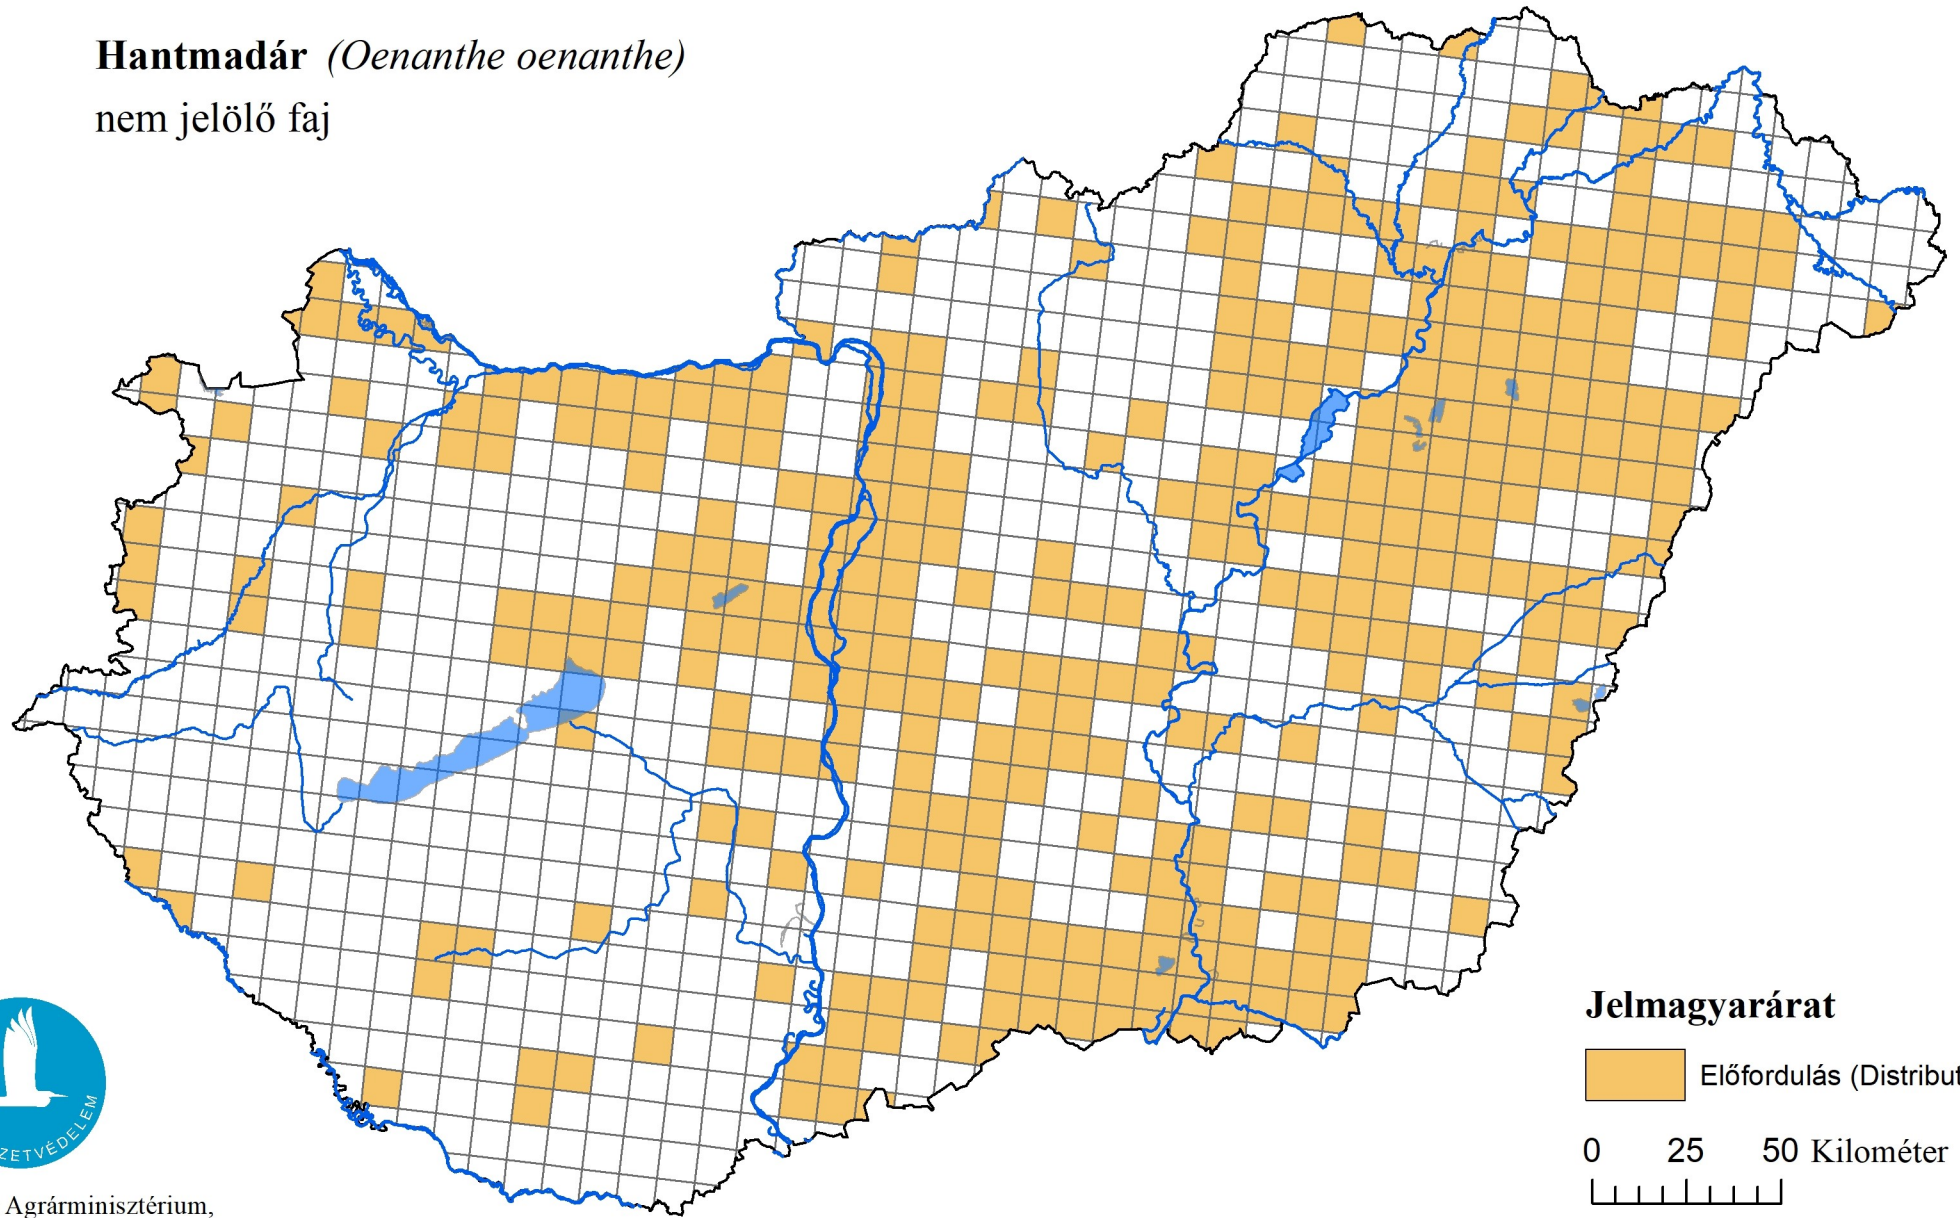 Hantmadár (Oenanthe oenanthe)
nem jelölő faj
Jelmagyarárat
Előfordulás (Distribut
0 25 50 Kilométer
ZETVÉDELEM
Agrárminisztérium,